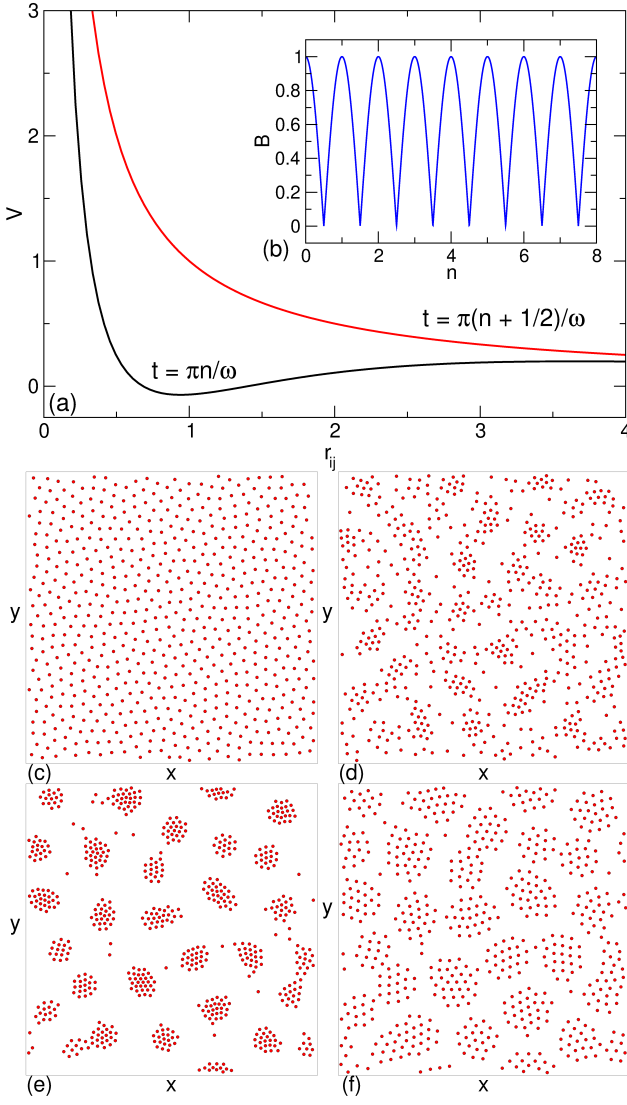 3
2
1
0
V
t = π(n + 1/2)/ω
t = πn/ω
(a)
0 1 2 3 4
r_ij
1
0.8
0.6
0.4
0.2
0
B
(b)
0 2 4 6 8
n
y
(c) x
y
(d) x
y
(e) x
y
(f) x